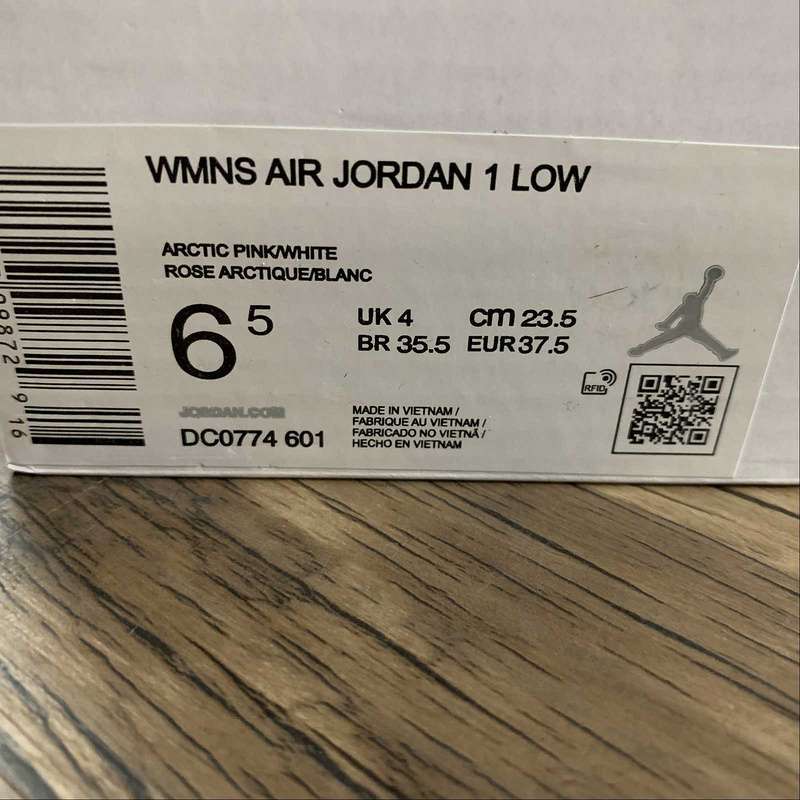 WMNS AIR JORDAN 1 LOW
ARCTIC PINK/WHITE
ROSE ARCTIQUE/BLANC
6 5
UK 4 cm 23.5
BR 35.5 EUR 37.5
RFID
JORDAN.COM
DC0774 601
MADE IN VIETNAM /
FABRIQUE AU VIETNAM /
FABRICADO NO VIETNÃ /
HECHO EN VIETNAM
09872 916